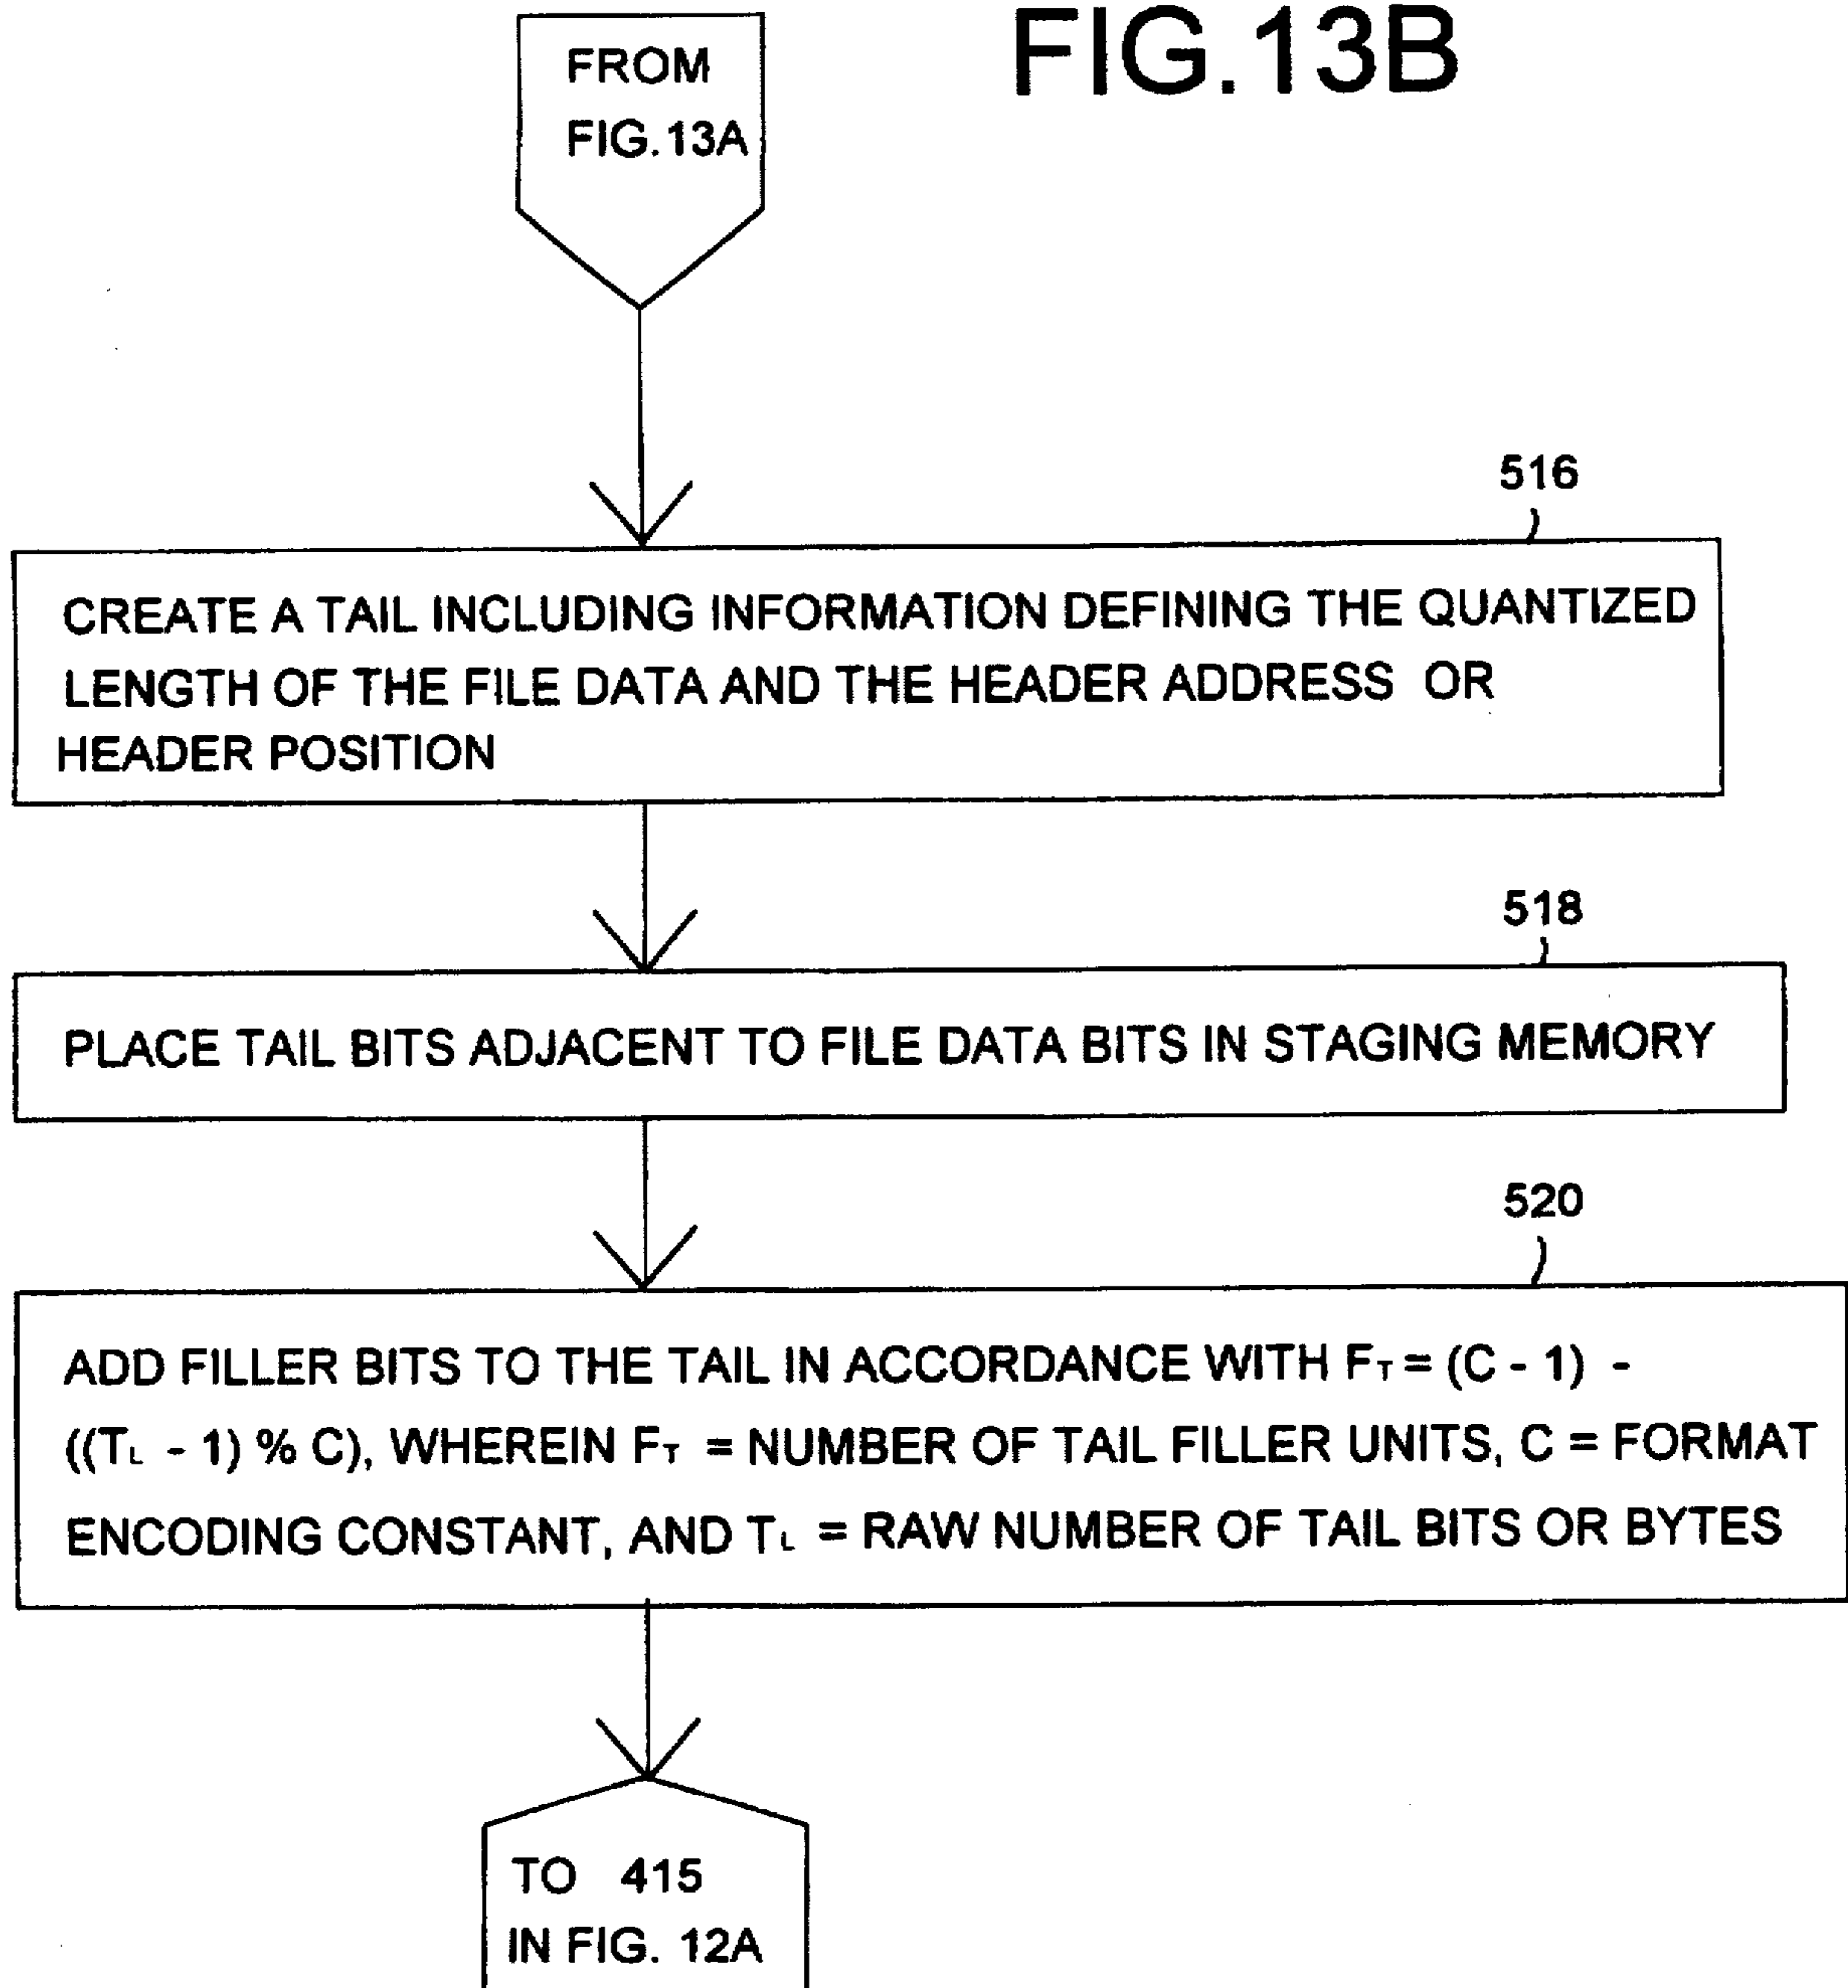 FIG.13B
FROM
FIG.13A
516
CREATE A TAIL INCLUDING INFORMATION DEFINING THE QUANTIZED
LENGTH OF THE FILE DATA AND THE HEADER ADDRESS OR
HEADER POSITION
518
PLACE TAIL BITS ADJACENT TO FILE DATA BITS IN STAGING MEMORY
520
ADD FILLER BITS TO THE TAIL IN ACCORDANCE WITH FT = (C - 1) -
((TL - 1) % C), WHEREIN FT = NUMBER OF TAIL FILLER UNITS, C = FORMAT
ENCODING CONSTANT, AND TL = RAW NUMBER OF TAIL BITS OR BYTES
TO 415
IN FIG. 12A